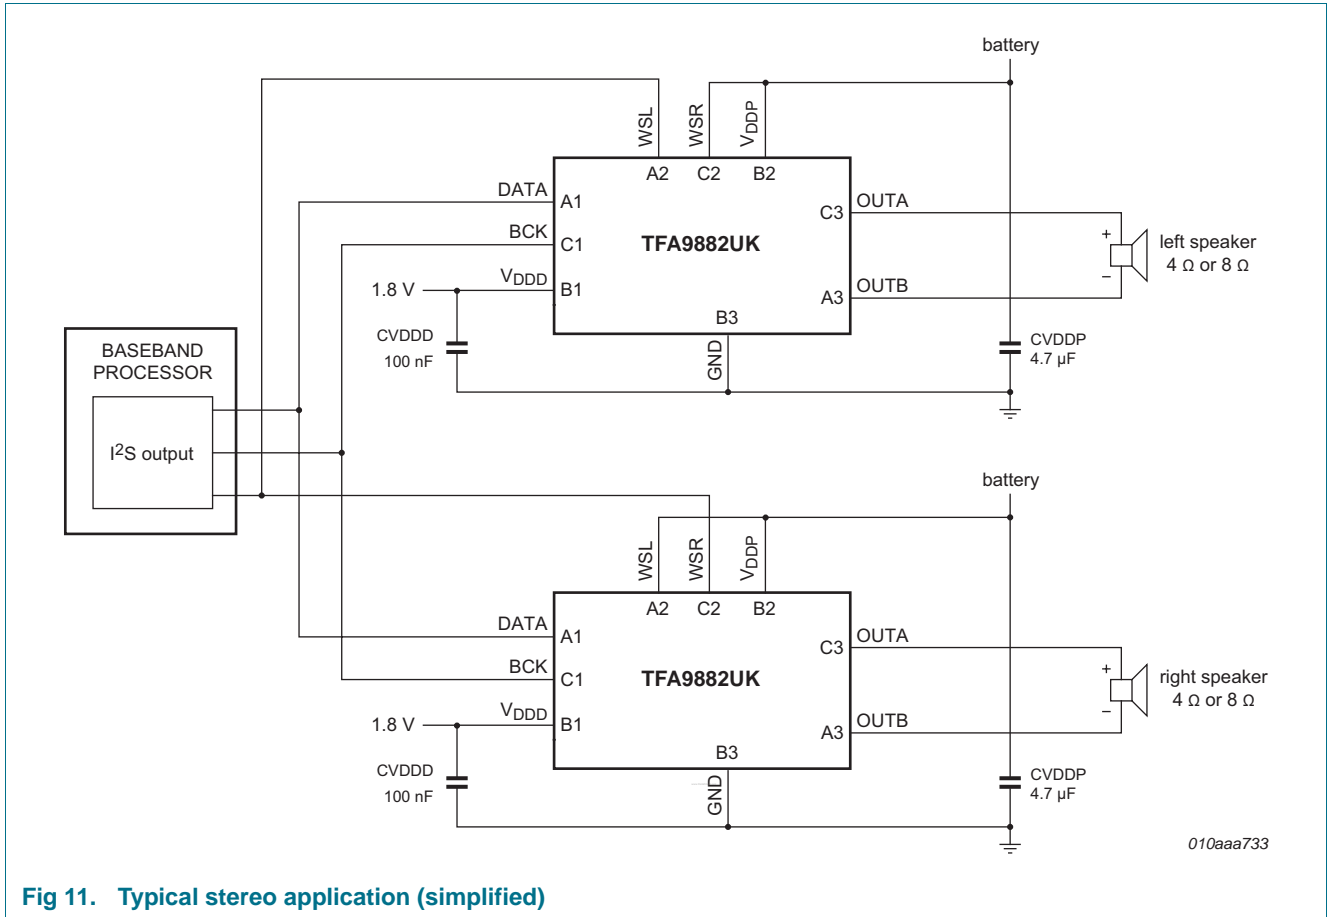 battery
WSL
WSR
VDDP
A2 C2 B2
DATA
A1
BCK
C1
TFA9882UK
C3
OUTA
+
left speaker
4 Ω or 8 Ω
−
1.8 V
VDDD
B1
A3
OUTB
B3
GND
CVDDD
100 nF
CVDDP
4.7 µF
BASEBAND
PROCESSOR
I2S output
battery
WSL
WSR
VDDP
A2 C2 B2
DATA
A1
BCK
C1
TFA9882UK
C3
OUTA
+
right speaker
4 Ω or 8 Ω
−
1.8 V
VDDD
B1
A3
OUTB
B3
GND
CVDDD
100 nF
CVDDP
4.7 µF
010aaa733
Fig 11. Typical stereo application (simplified)